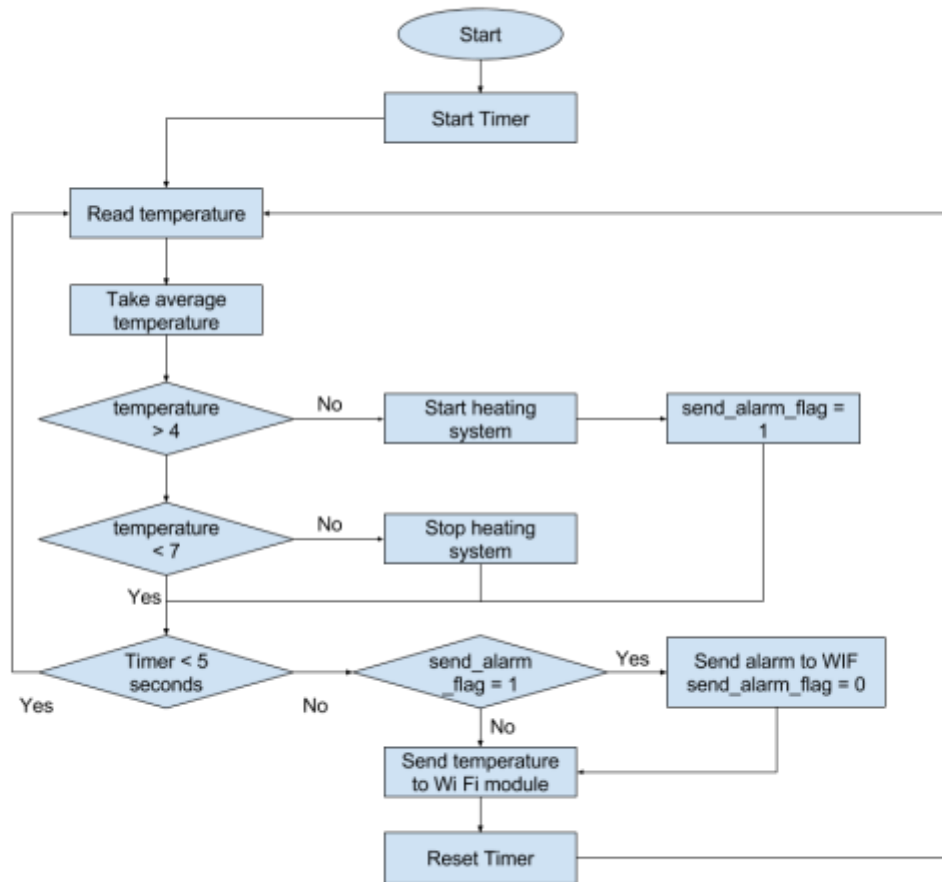 Start
Start Timer
Read temperature
Take average
temperature
temperature
> 4
No
Start heating
system
send_alarm_flag =
1
temperature
< 7
No
Stop heating
system
Yes
Timer < 5
seconds
Yes
No
send_alarm
_flag = 1
Yes
Send alarm to WIF
send_alarm_flag = 0
No
Send temperature
to Wi Fi module
Reset Timer